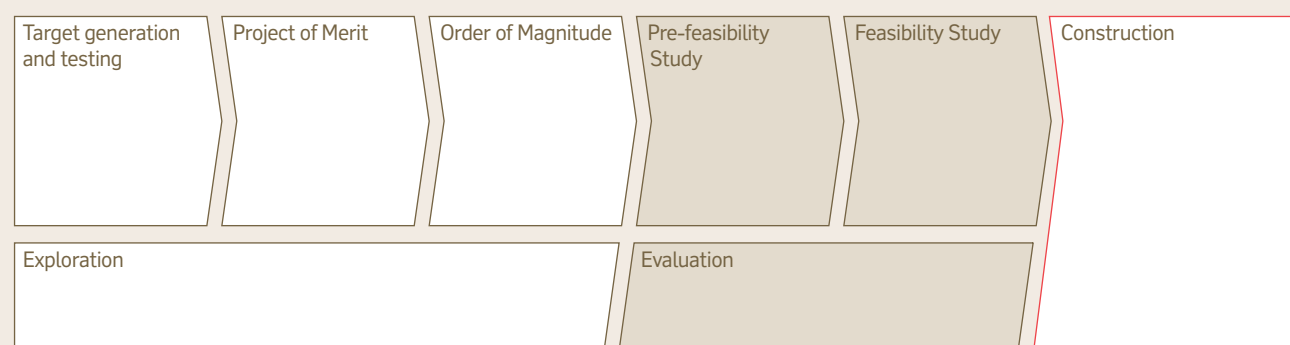 Target generation
and testing
Project of Merit
Order of Magnitude
Pre-feasibility
Study
Feasibility Study
Construction
Exploration
Evaluation